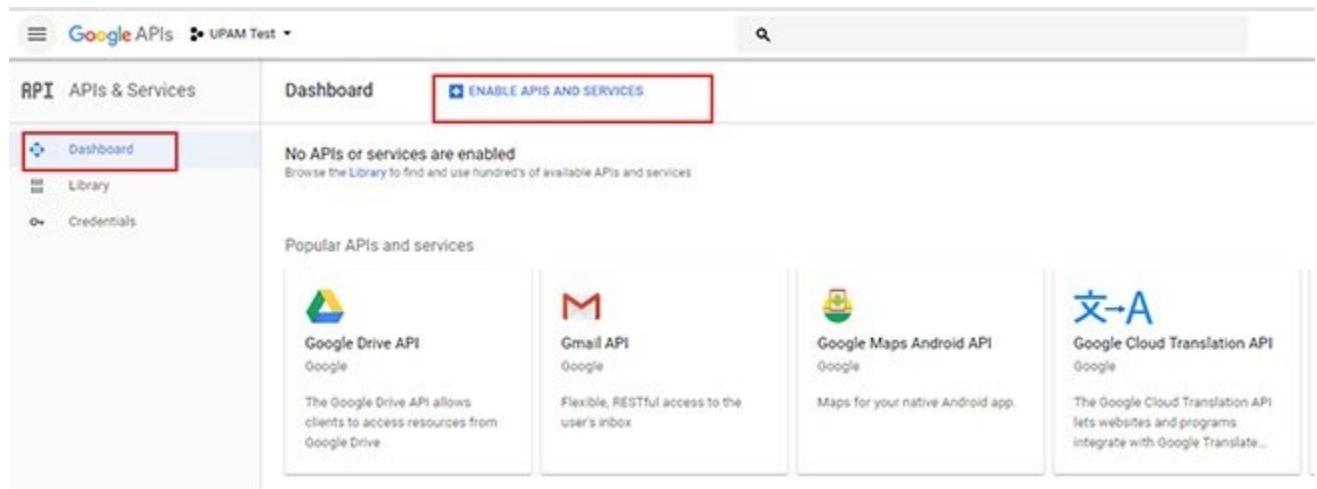 Google APIs UPAM Test
API APIs & Services
Dashboard
ENABLE APIS AND SERVICES
Dashboard
Library
Credentials
No APIs or services are enabled
Browse the Library to find and use hundred's of available APIs and services
Popular APIs and services
Google Drive API
Google
The Google Drive API allows
clients to access resources from
Google Drive
Gmail API
Google
Flexible, RESTful access to the
user's inbox
Google Maps Android API
Google
Maps for your native Android app.
文→A
Google Cloud Translation API
Google
The Google Cloud Translation API
lets websites and programs
integrate with Google Translate...